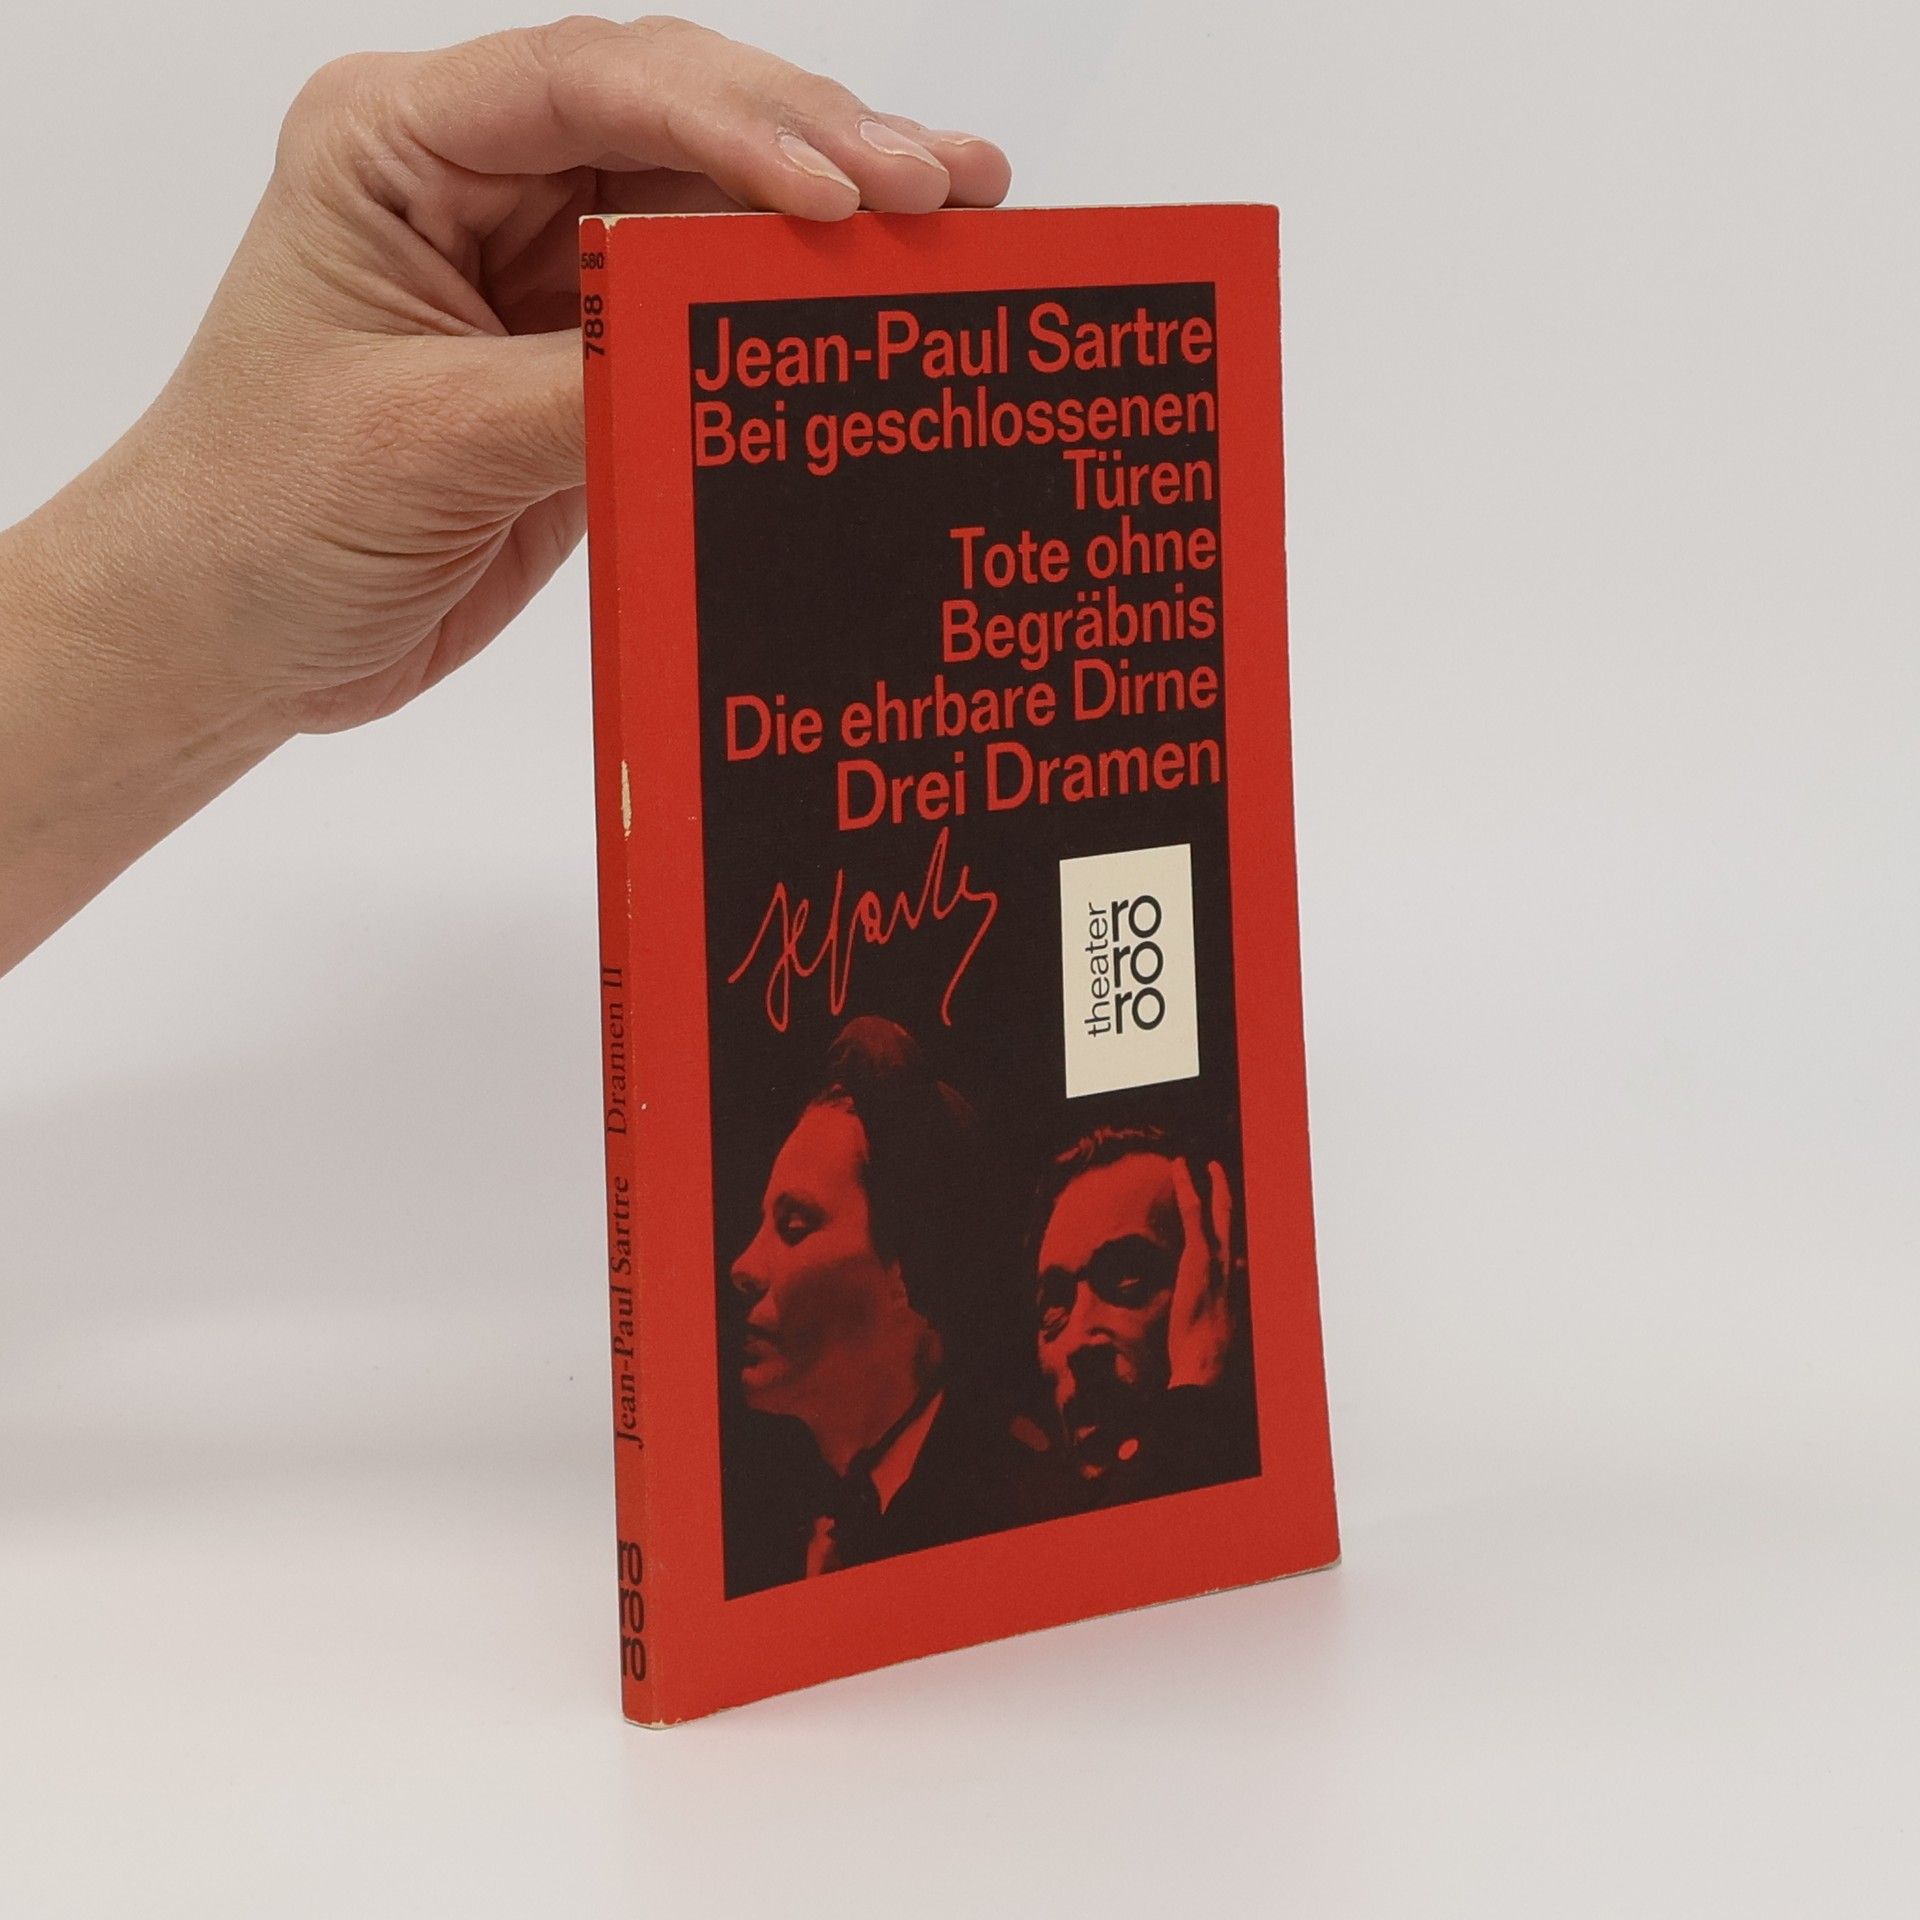 580
788
Jean-Paul Sartre Dramen II
ro
ro
ro
Jean-Paul Sartre
Bei geschlossenen
Türen
Tote ohne
Begräbnis
Die ehrbare Dirne
Drei Dramen
theater
ro
ro
ro